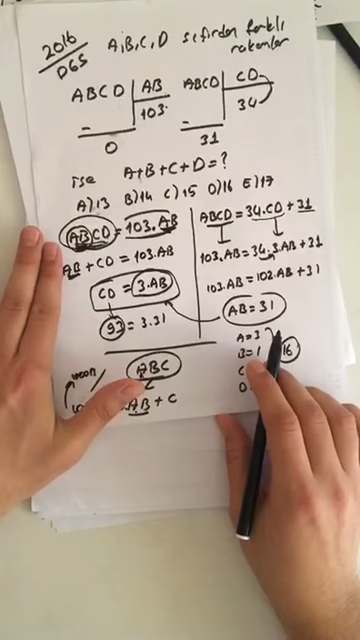 2016
DGS
A,B,C,D sıfırdan farklı
rakamlar
ABCD | AB
103
-
0
ABCD | CD
34
-
31
ise A+B+C+D=?
A) 13 B) 14 C) 15 D) 16 E) 17
ABCD = 103.AB
AB + CD = 103.AB
CD = 3.AB
93 = 3.31
ABCD = 34.CD + 31
103.AB = 34.3.AB + 31
103.AB = 102.AB + 31
AB = 31
A=3
B=1
C
D
16
ABC
AB + C